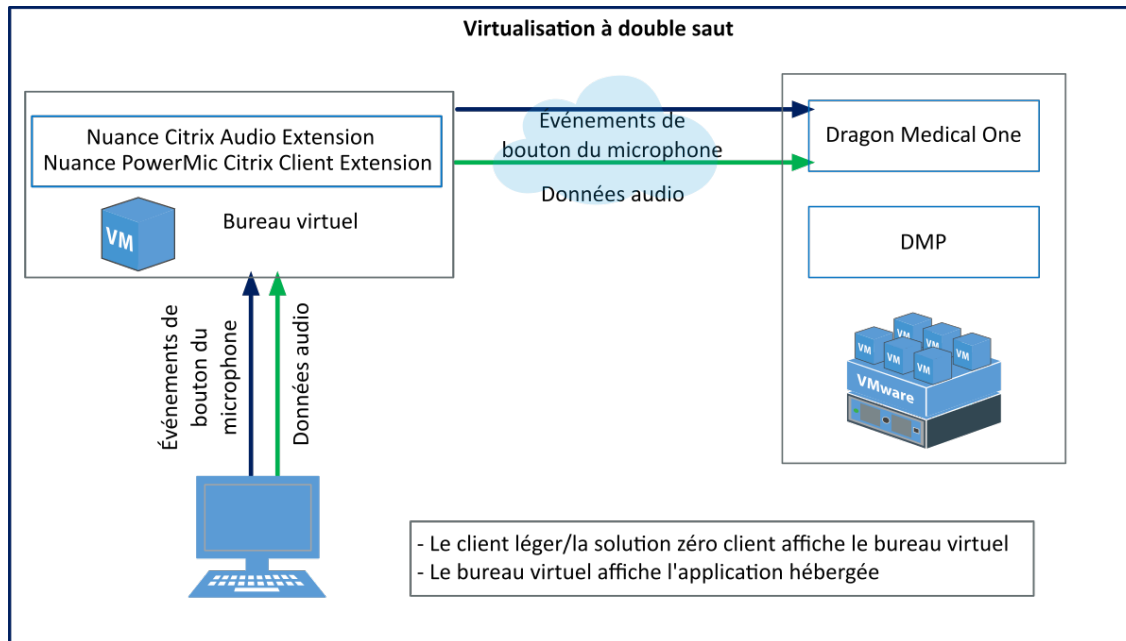 Virtualisation à double saut
Nuance Citrix Audio Extension
Nuance PowerMic Citrix Client Extension
VM
Bureau virtuel
Événements de
bouton du microphone
Données audio
Dragon Medical One
DMP
VM
VM
VM
VM
VM
VM
VMware
Événements de
bouton du
microphone
Données audio
- Le client léger/la solution zéro client affiche le bureau virtuel
- Le bureau virtuel affiche l'application hébergée